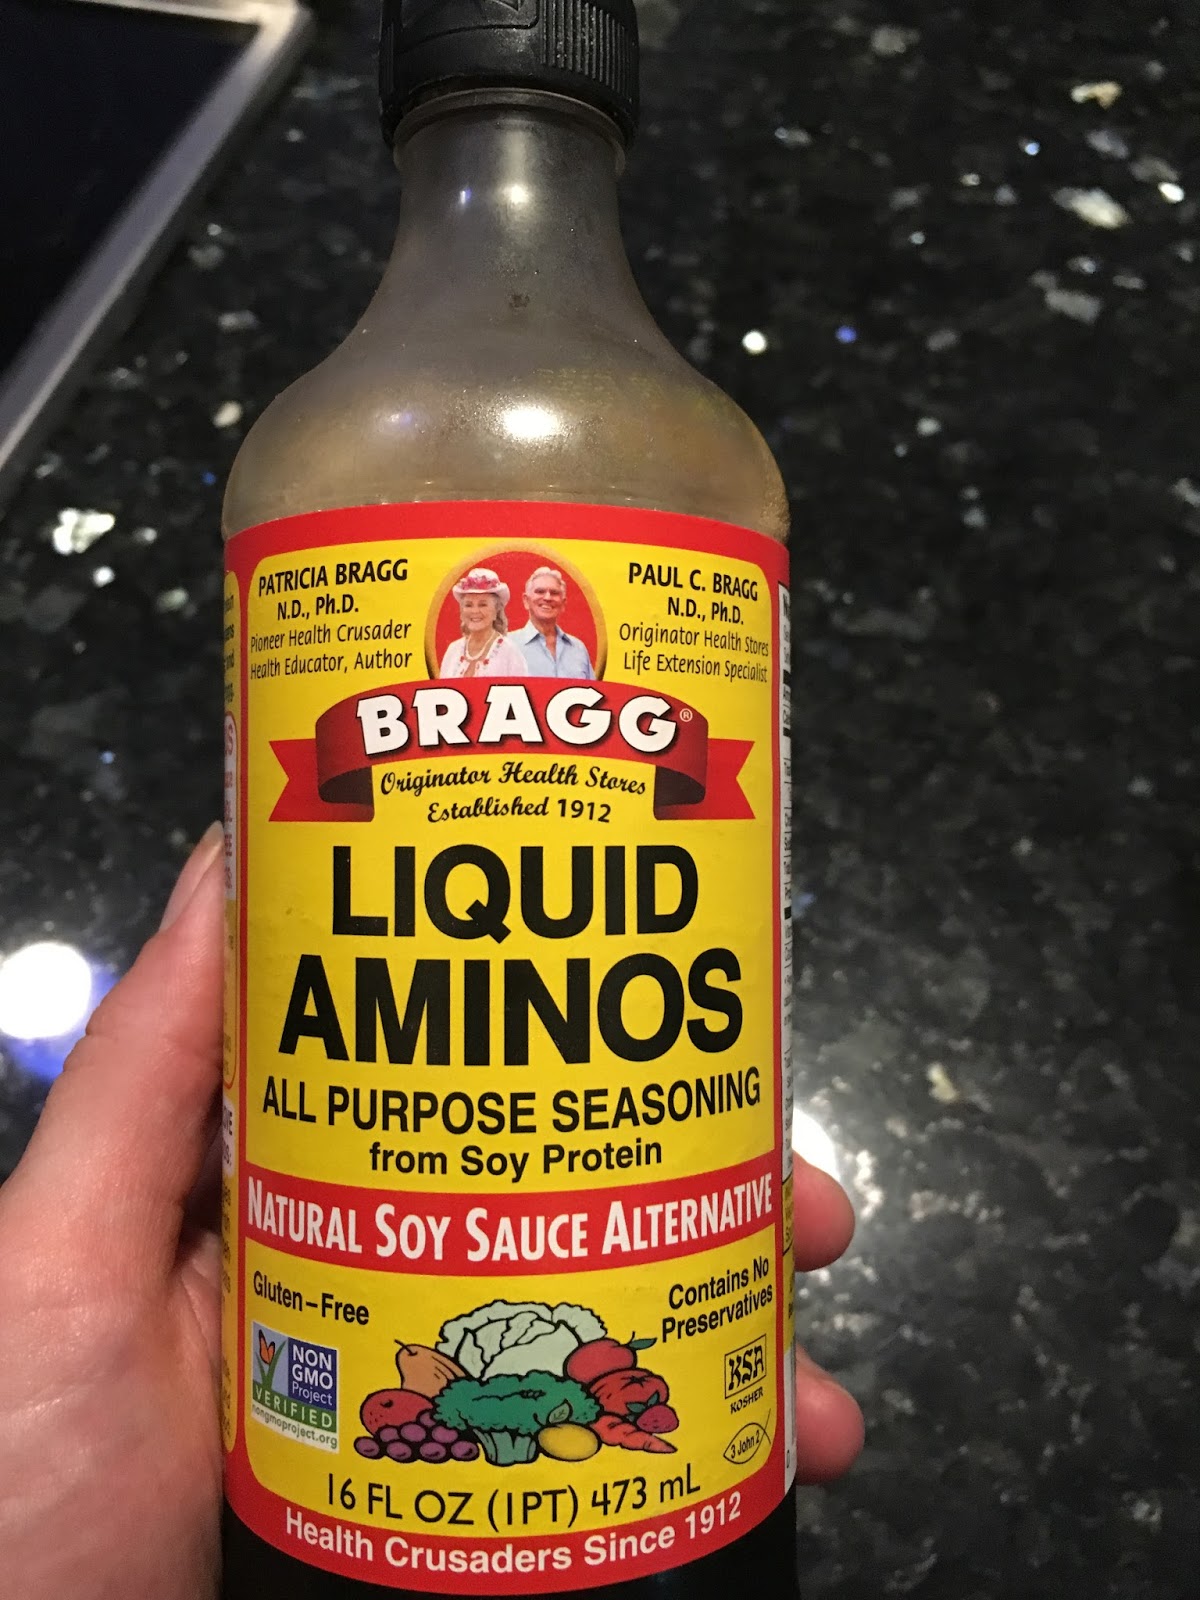 PATRICIA BRAGG
N.D., Ph.D.
Pioneer Health Crusader
Health Educator, Author
PAUL C. BRAGG
N.D., Ph.D.
Originator Health Stores
Life Extension Specialist
BRAGG®
Originator Health Stores
Established 1912
LIQUID
AMINOS
ALL PURPOSE SEASONING
from Soy Protein
NATURAL SOY SAUCE ALTERNATIVE
Gluten-Free
Contains No
Preservatives
NON
GMO
Project
VERIFIED
nongmoproject.org
KSA
KOSHER
3 John 2
16 FL OZ (1PT) 473 mL
Health Crusaders Since 1912